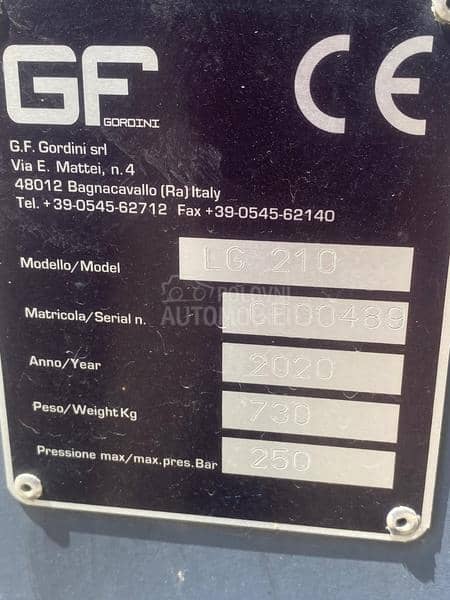 GF
GORDINI
CE
G.F. Gordini srl
Via E. Mattei, n. 4
48012 Bagnacavallo (Ra) Italy
Tel. +39-0545-62712 Fax +39-0545-62140
Modello/Model LG 210
POLOVNI
AUTOMOBILI
Matricola/Serial n.
Anno/Year 2020
Peso/Weight Kg 730
Pressione max/max.pres.Bar 250